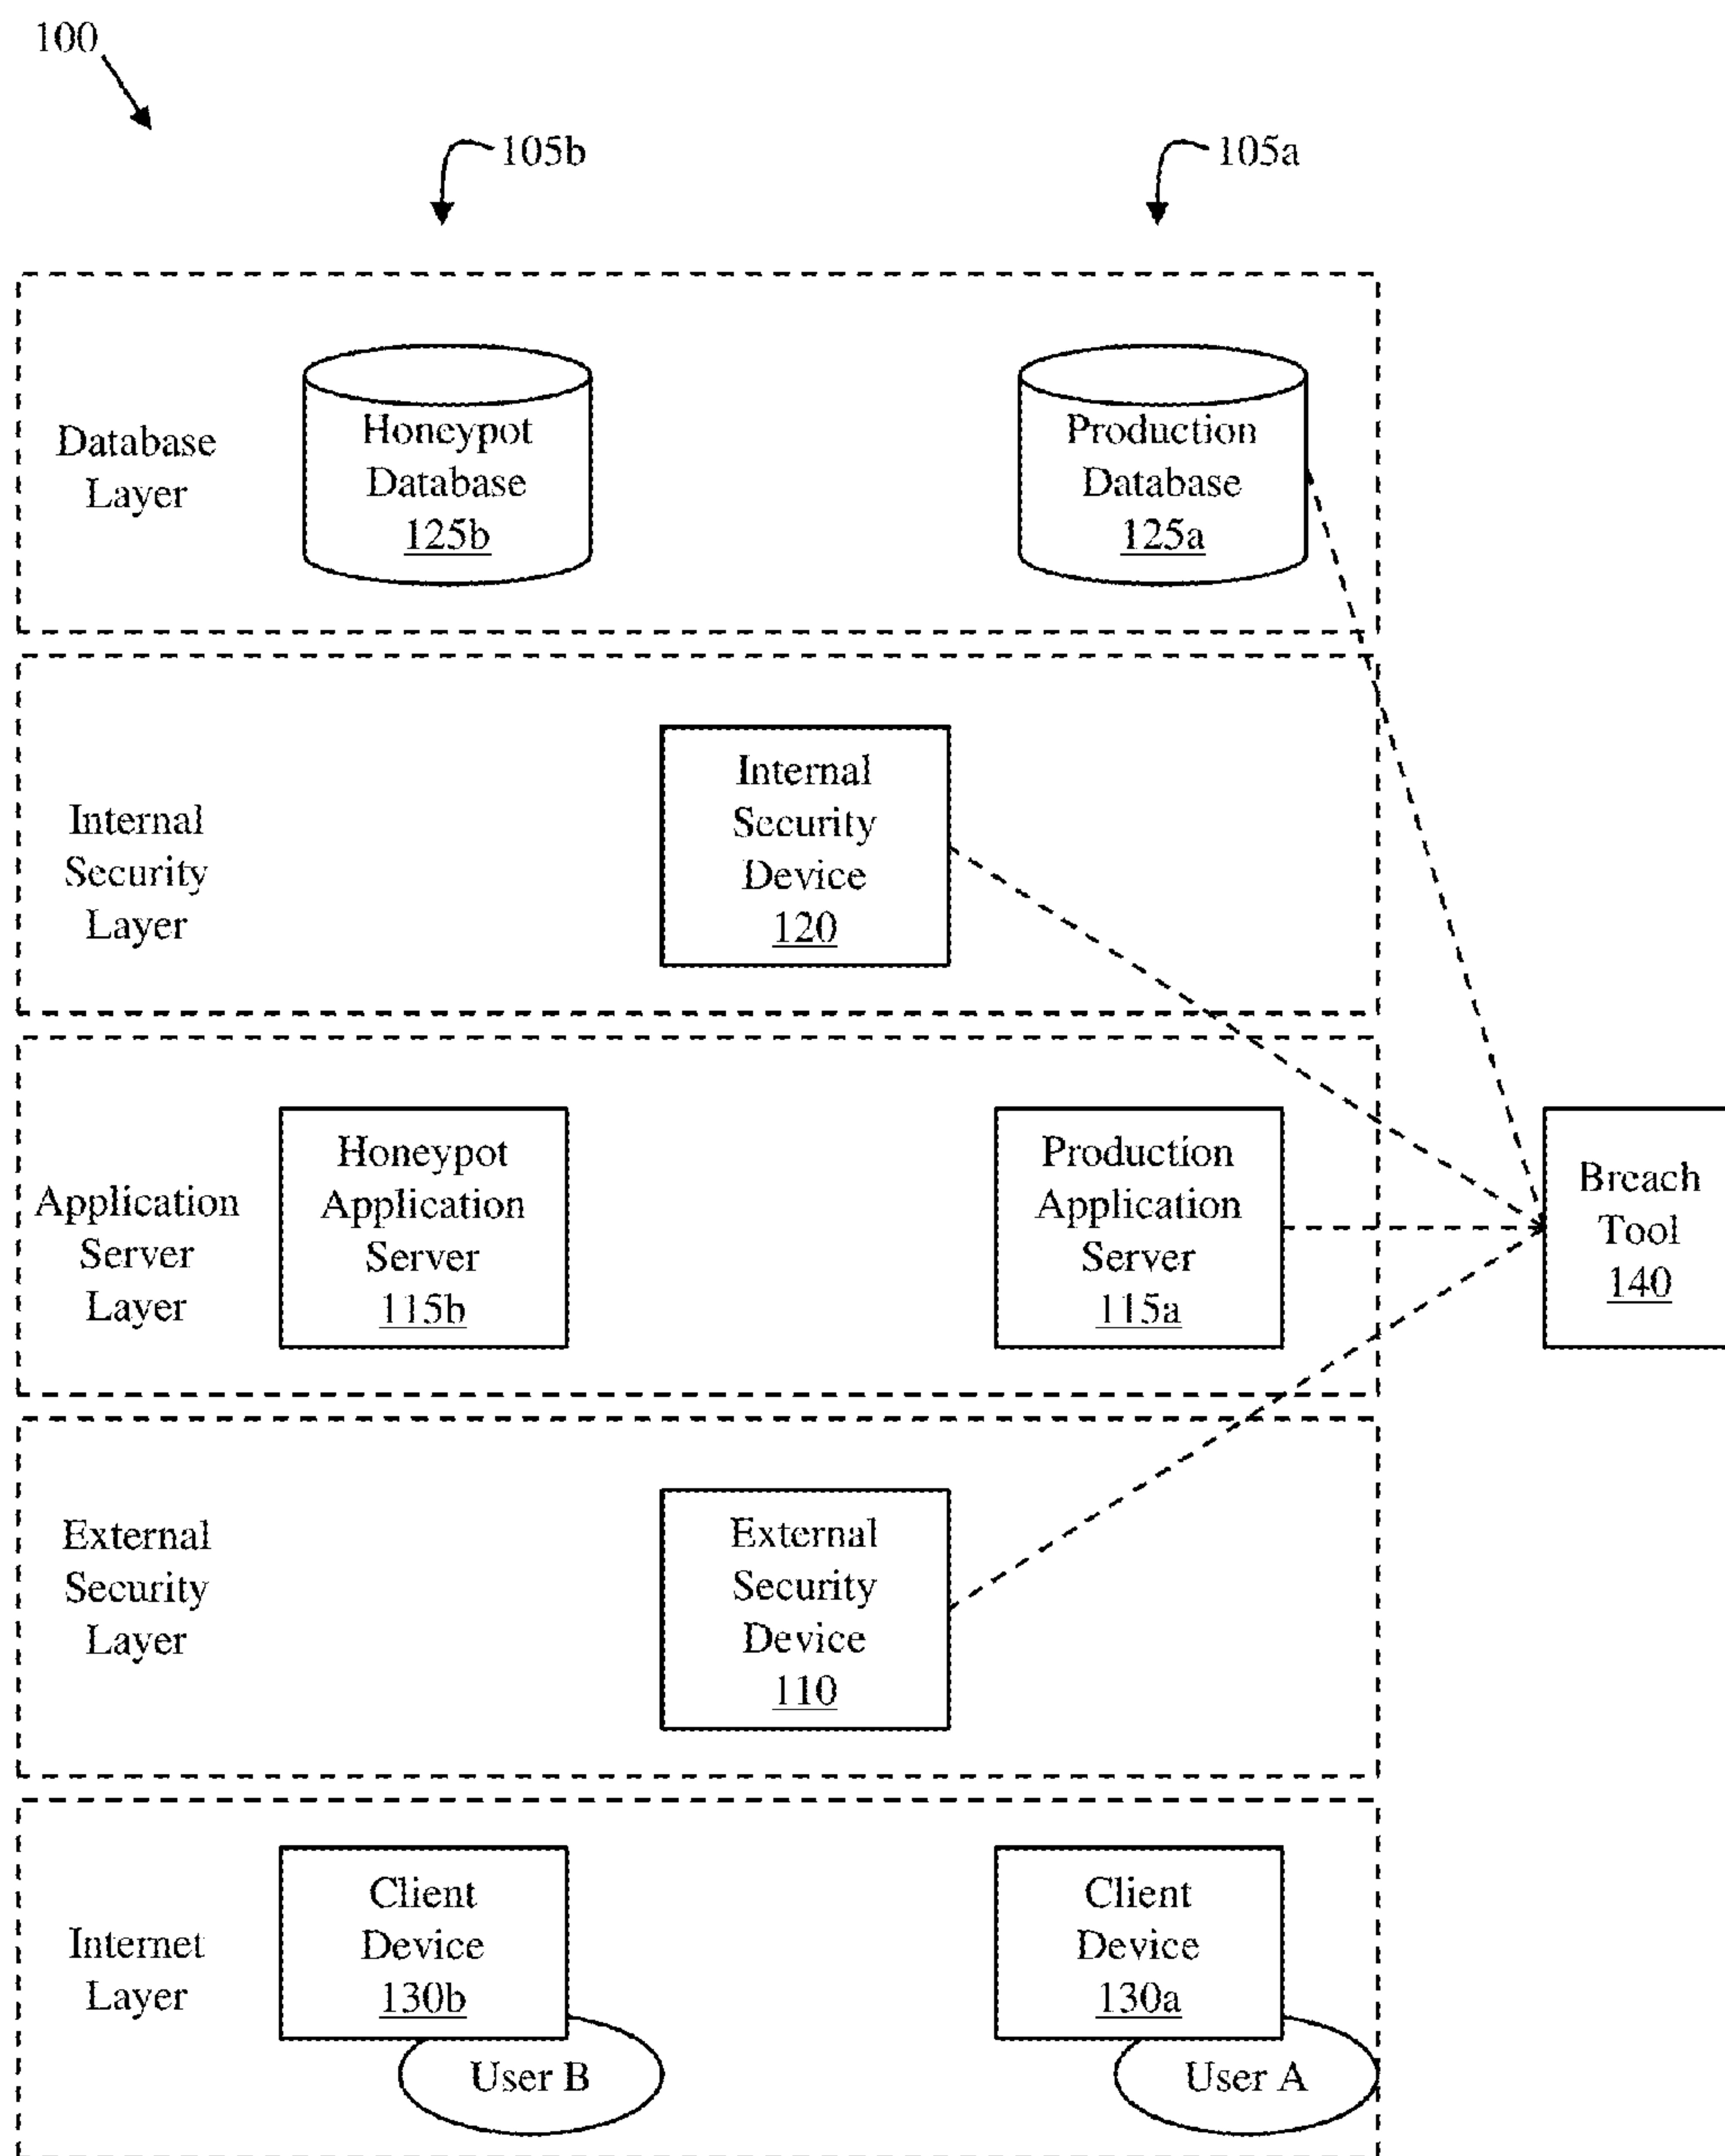 100
105b
105a
Database
Layer
Honeypot
Database
125b
Production
Database
125a
Internal
Security
Layer
Internal
Security
Device
120
Application
Server
Layer
Honeypot
Application
Server
115b
Production
Application
Server
115a
Breach
Tool
140
External
Security
Layer
External
Security
Device
110
Internet
Layer
Client
Device
130b
User B
Client
Device
130a
User A